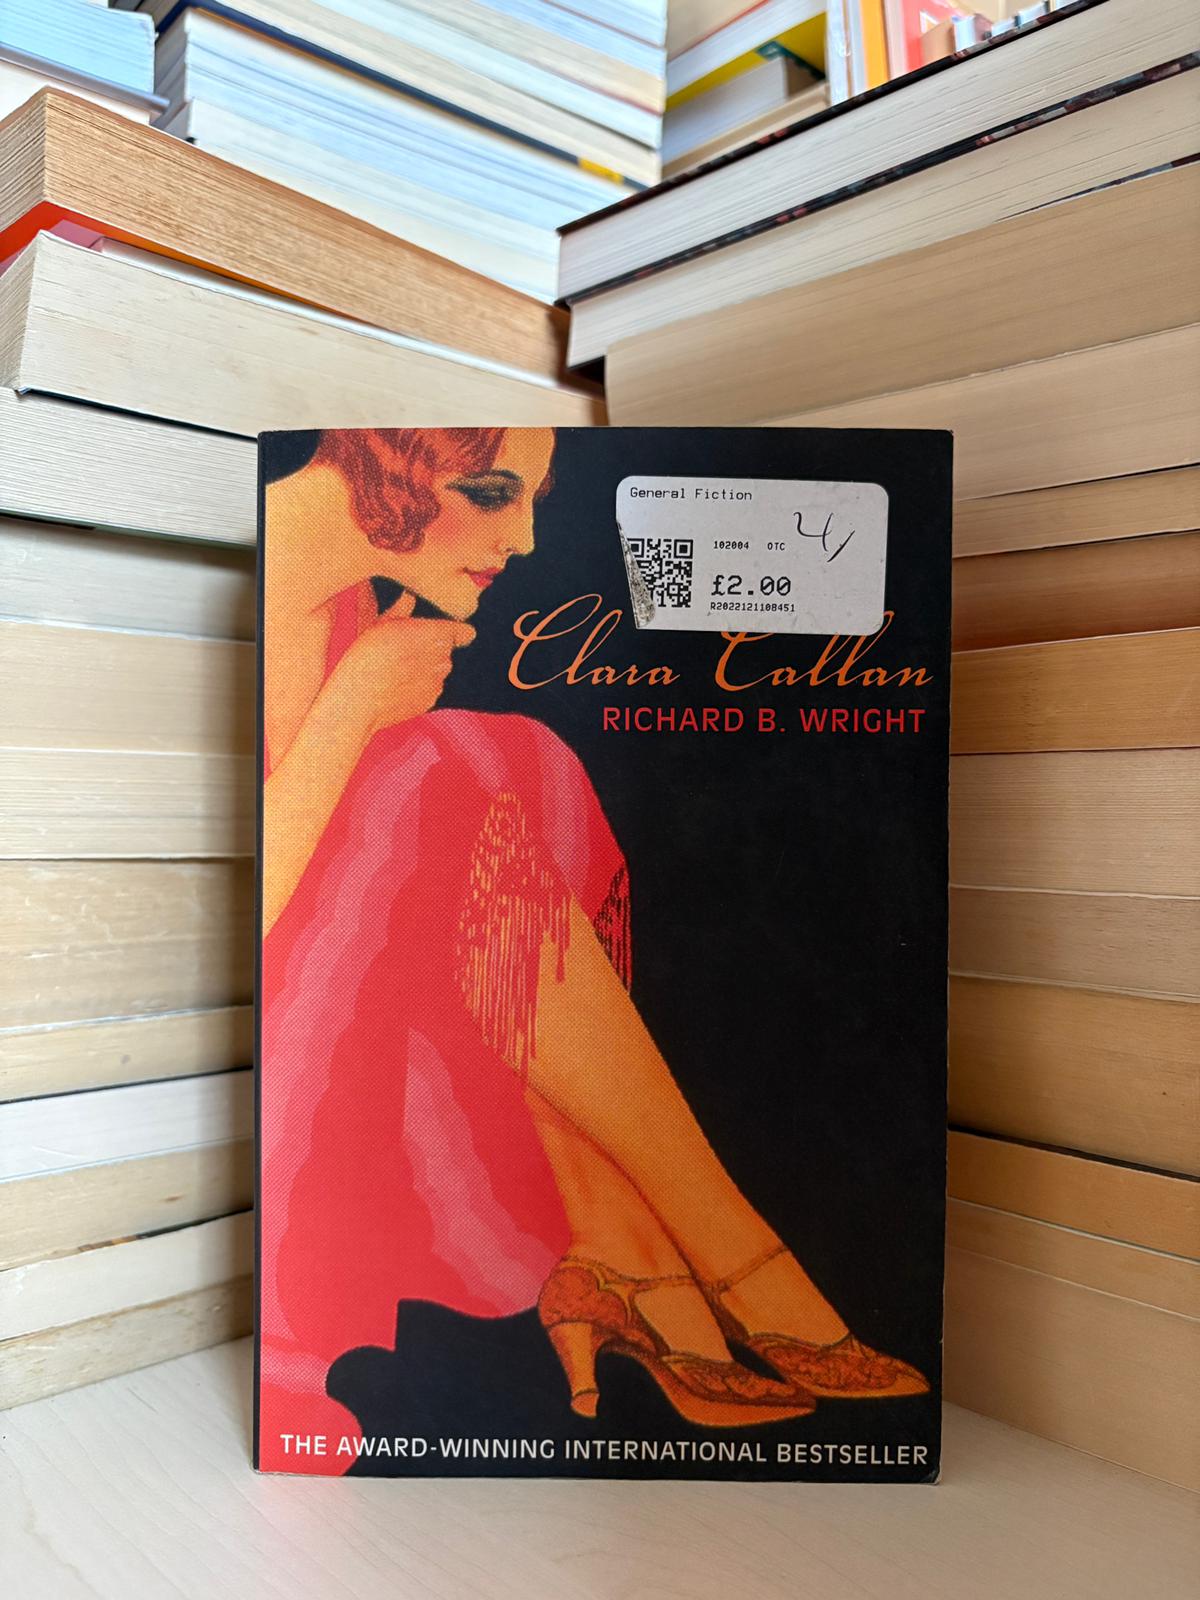 General Fiction
4/
102004 OTC
£2.00
R2022121108451
Clara Callan
RICHARD B. WRIGHT
THE AWARD-WINNING INTERNATIONAL BESTSELLER